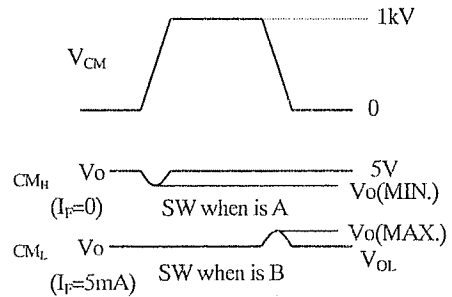 1kV
V_CM
0
CM_H Vo 5V
Vo(MIN.)
(I_F=0) SW when is A
Vo(MAX.)
CM_L Vo V_OL
(I_F=5mA) SW when is B